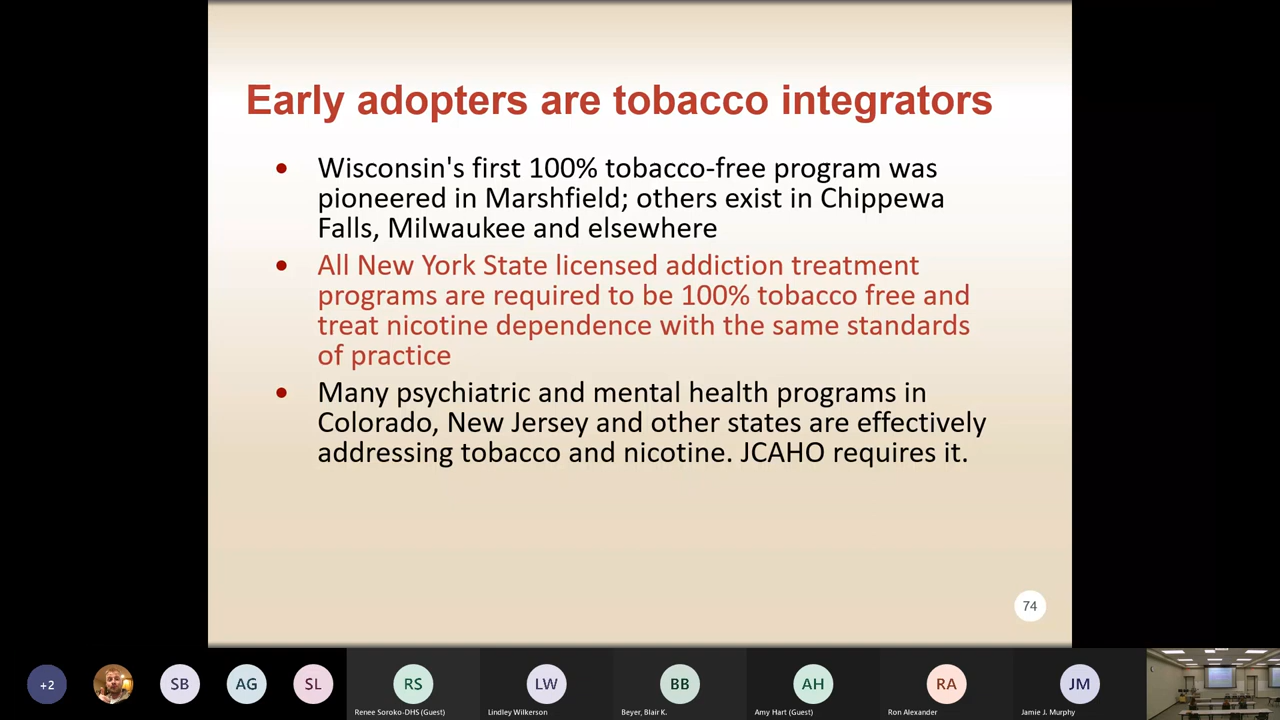 Early adopters are tobacco integrators
• Wisconsin's first 100% tobacco-free program was
pioneered in Marshfield; others exist in Chippewa
Falls, Milwaukee and elsewhere
• All New York State licensed addiction treatment
programs are required to be 100% tobacco free and
treat nicotine dependence with the same standards
of practice
• Many psychiatric and mental health programs in
Colorado, New Jersey and other states are effectively
addressing tobacco and nicotine. JCAHO requires it.
74
+2
SB
AG
SL
RS
LW
BB
AH
RA
JM
Renee Soroko-DHS (Guest)
Lindley Wilkerson
Beyer, Blair K.
Amy Hart (Guest)
Ron Alexander
Jamie J. Murphy